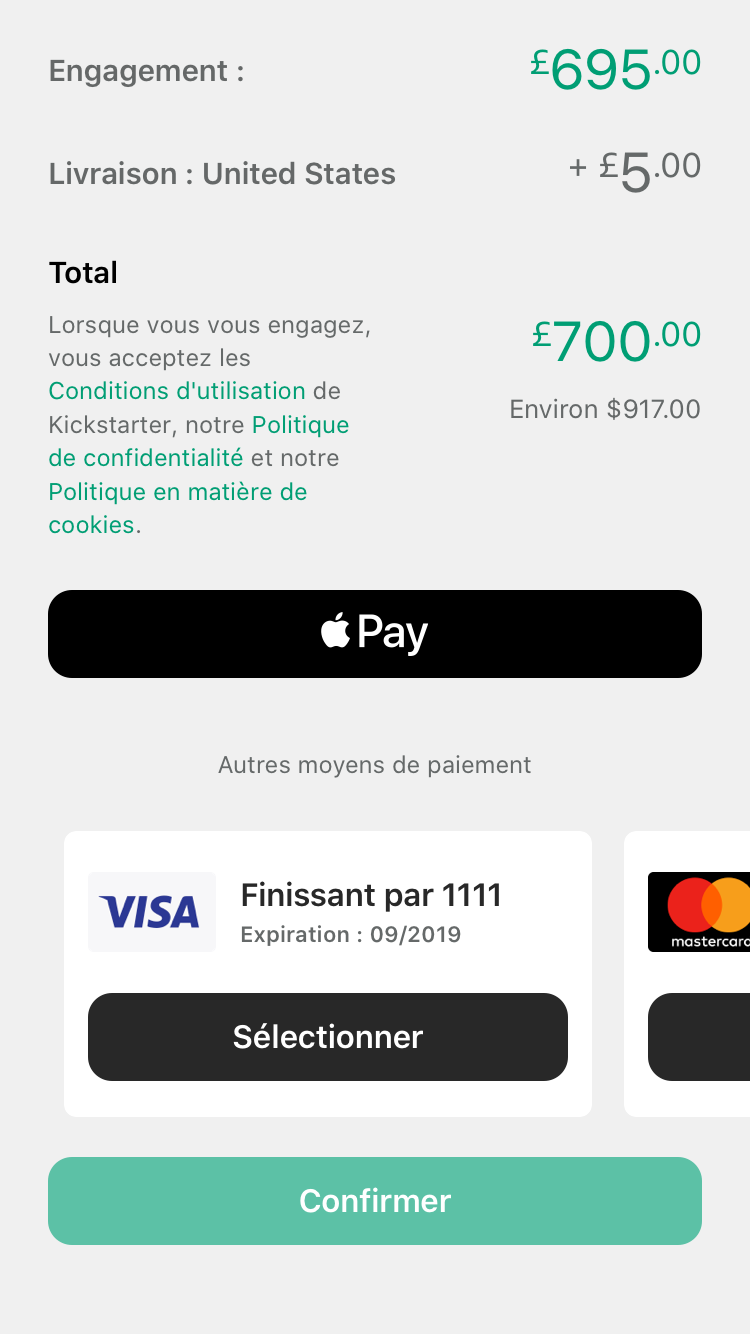 Engagement : £695.00
Livraison : United States + £5.00
Total
Lorsque vous vous engagez,
vous acceptez les
Conditions d'utilisation de
Kickstarter, notre Politique
de confidentialité et notre
Politique en matière de
cookies.
£700.00
Environ $917.00
Pay
Autres moyens de paiement
VISA
Finissant par 1111
Expiration : 09/2019
Sélectionner
mastercard
Confirmer